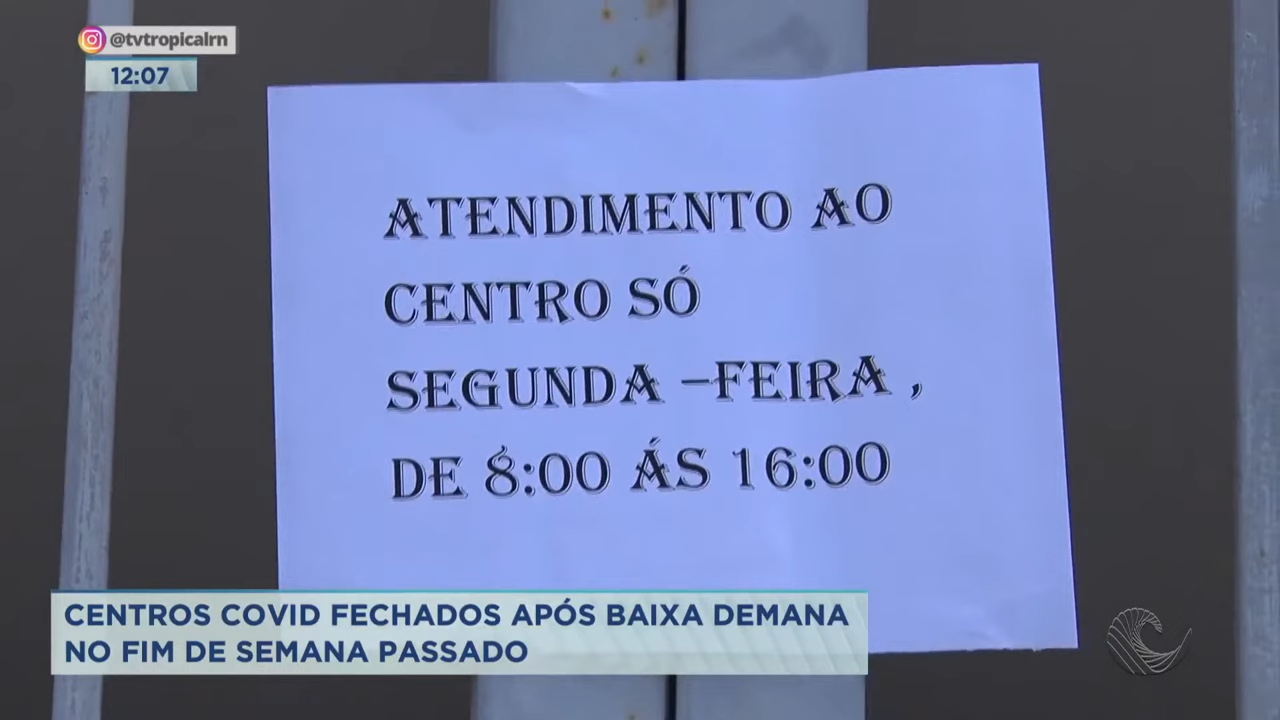 @tvtropicalrn
12:07
ATENDIMENTO AO
CENTRO SÓ
SEGUNDA –FEIRA ,
DE 8:00 ÁS 16:00
CENTROS COVID FECHADOS APÓS BAIXA DEMANA
NO FIM DE SEMANA PASSADO